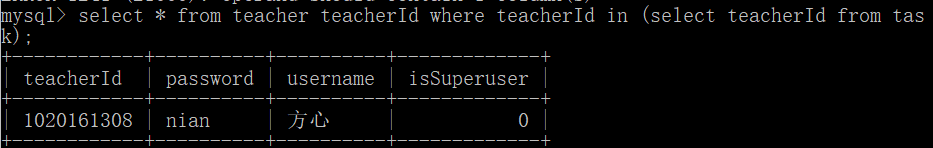 mysql> select * from teacher teacherId where teacherId in (select teacherId from tas
k);
+------------+----------+----------+-------------+
| teacherId | password | username | isSuperuser |
+------------+----------+----------+-------------+
| 1020161308 | nian | 方心 | 0 |
+------------+----------+----------+-------------+